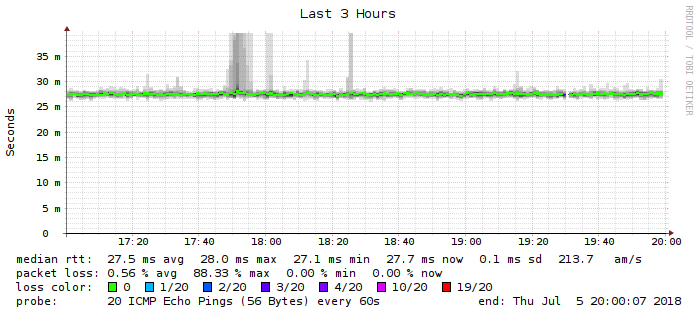 Last 3 Hours
RRDTOOL / TOBI OETIKER
Seconds
35 m
30 m
25 m
20 m
15 m
10 m
5 m
0
17:20 17:40 18:00 18:20 18:40 19:00 19:20 19:40 20:00
median rtt: 27.5 ms avg 28.0 ms max 27.1 ms min 27.7 ms now 0.1 ms sd 213.7 am/s
packet loss: 0.56 % avg 88.33 % max 0.00 % min 0.00 % now
loss color: 0 1/20 2/20 3/20 4/20 10/20 19/20
probe: 20 ICMP Echo Pings (56 Bytes) every 60s end: Thu Jul 5 20:00:07 2018